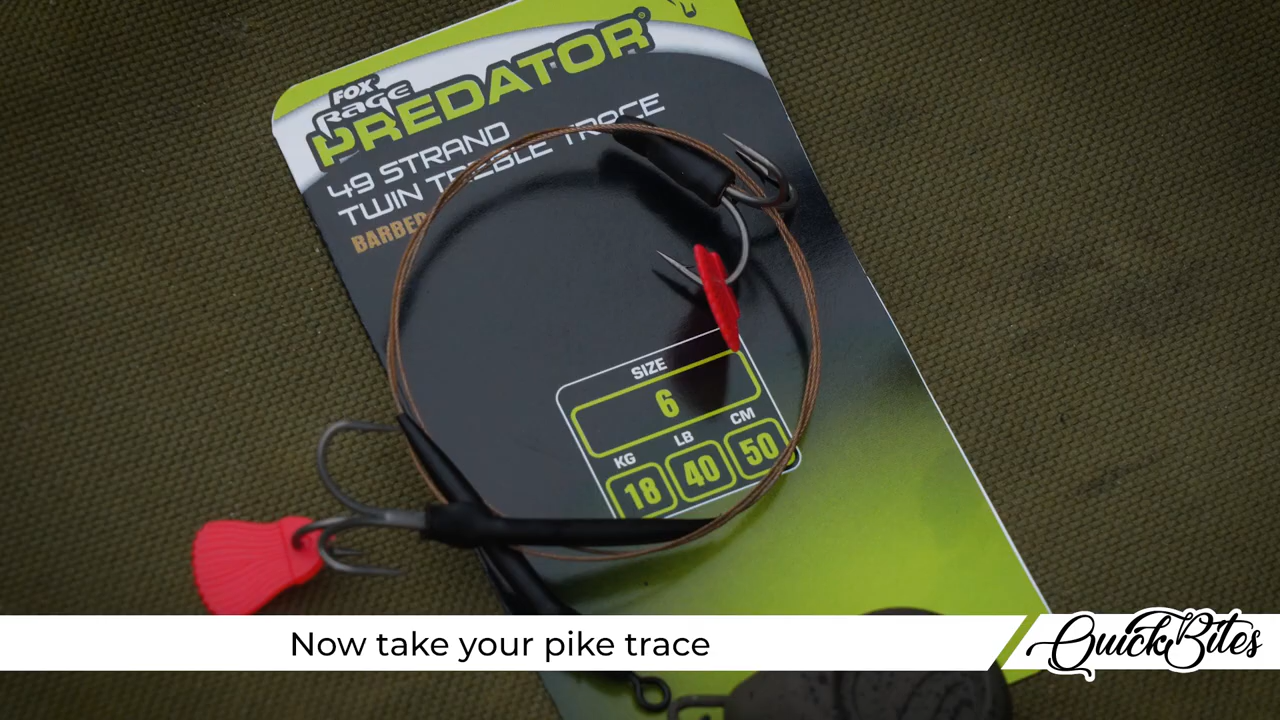 FOX
Rage
PREDATOR
49 STRAND
TWIN TREBLE TRACE
BARBED
SIZE
6
KG LB CM
18 40 50
Now take your pike trace
QuickBites